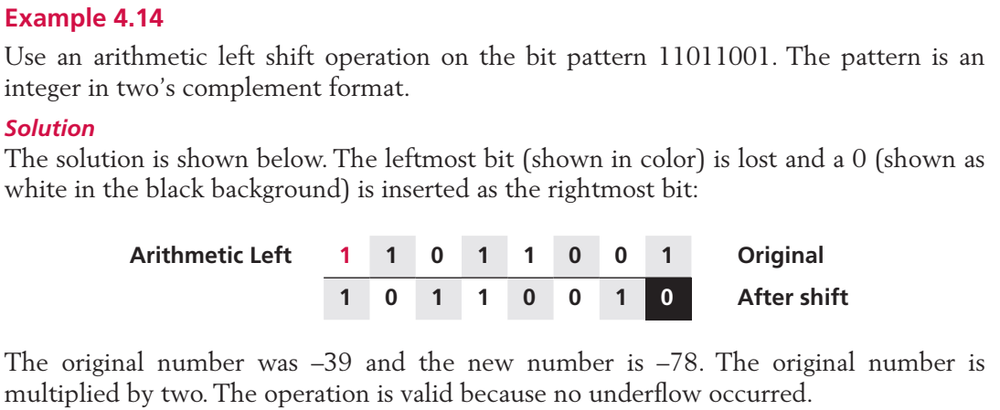 Example 4.14
Use an arithmetic left shift operation on the bit pattern 11011001. The pattern is an
integer in two’s complement format.
Solution
The solution is shown below. The leftmost bit (shown in color) is lost and a 0 (shown as
white in the black background) is inserted as the rightmost bit:
Arithmetic Left 1 1 0 1 1 0 0 1 Original
1 0 1 1 0 0 1 0 After shift
The original number was –39 and the new number is –78. The original number is
multiplied by two. The operation is valid because no underflow occurred.